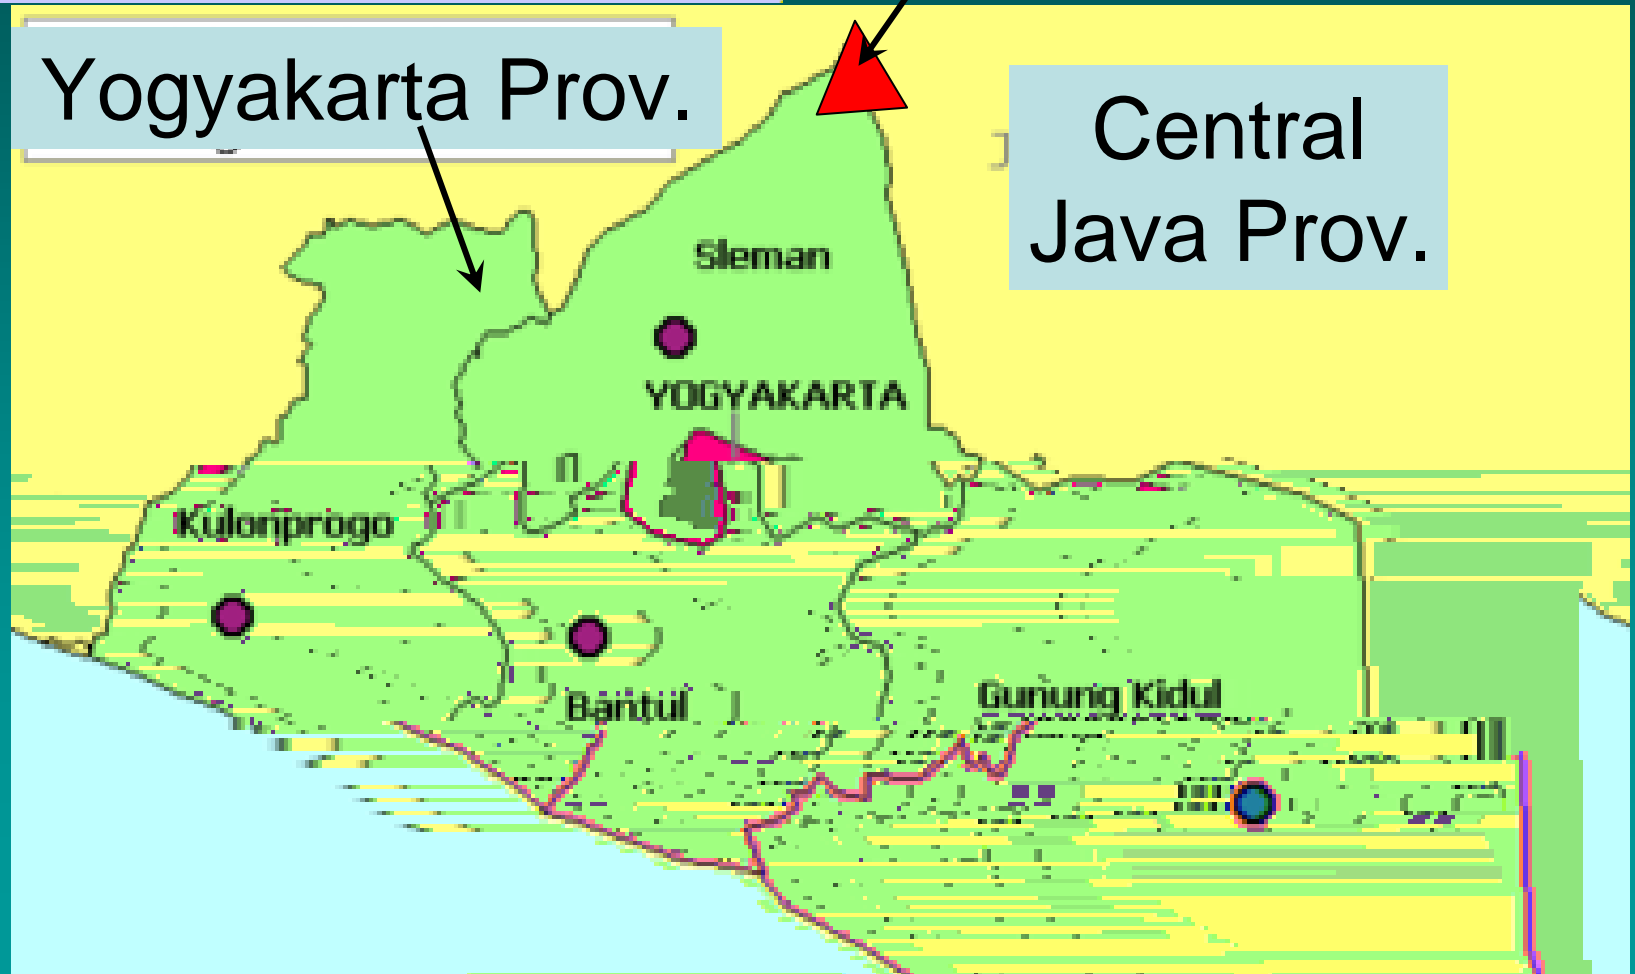 Yogyakarta Prov.
Central
Java Prov.
Sleman
YOGYAKARTA
Kulonprogo
Bantul
Gunung Kidul